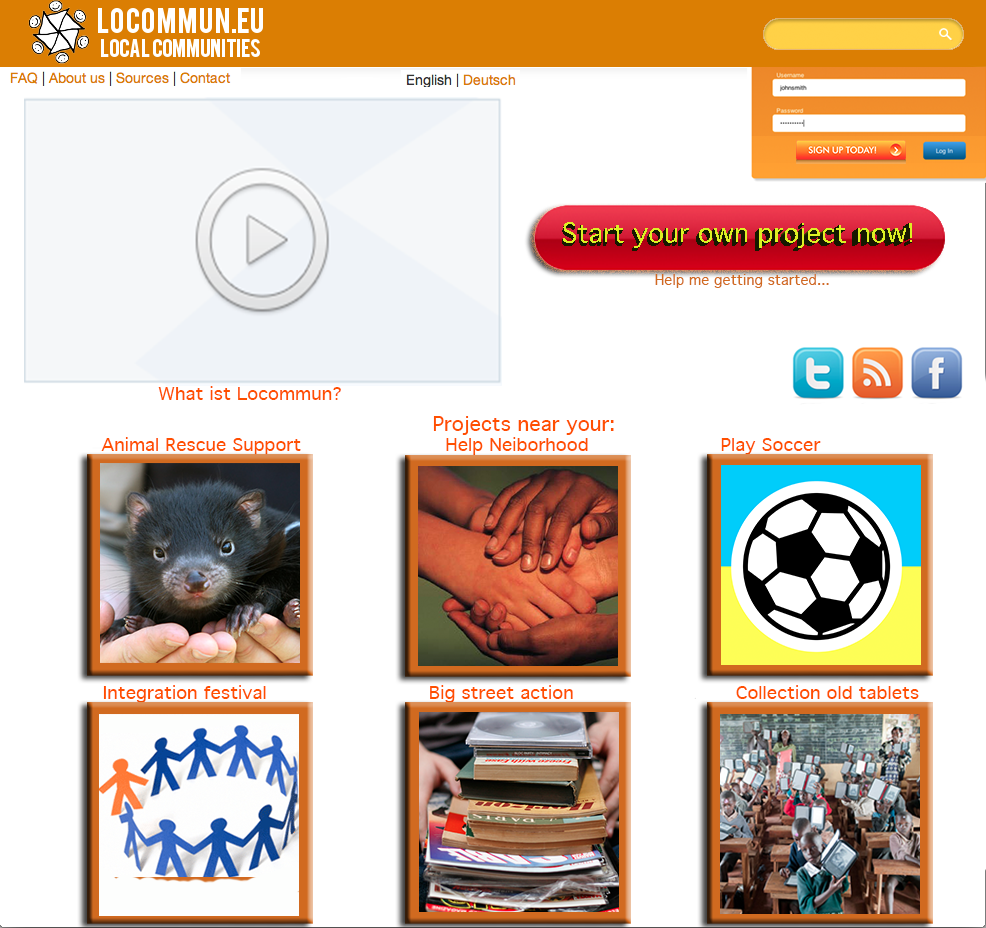 LOCOMMUN.EU
LOCAL COMMUNITIES
FAQ | About us | Sources | Contact
English | Deutsch
Username
johnsmith
Password
SIGN UP TODAY!
Log In
Start your own project now!
Help me getting started...
What ist Locommun?
Projects near your:
Animal Rescue Support
Help Neiborhood
Play Soccer
Integration festival
Big street action
Collection old tablets
PARIS